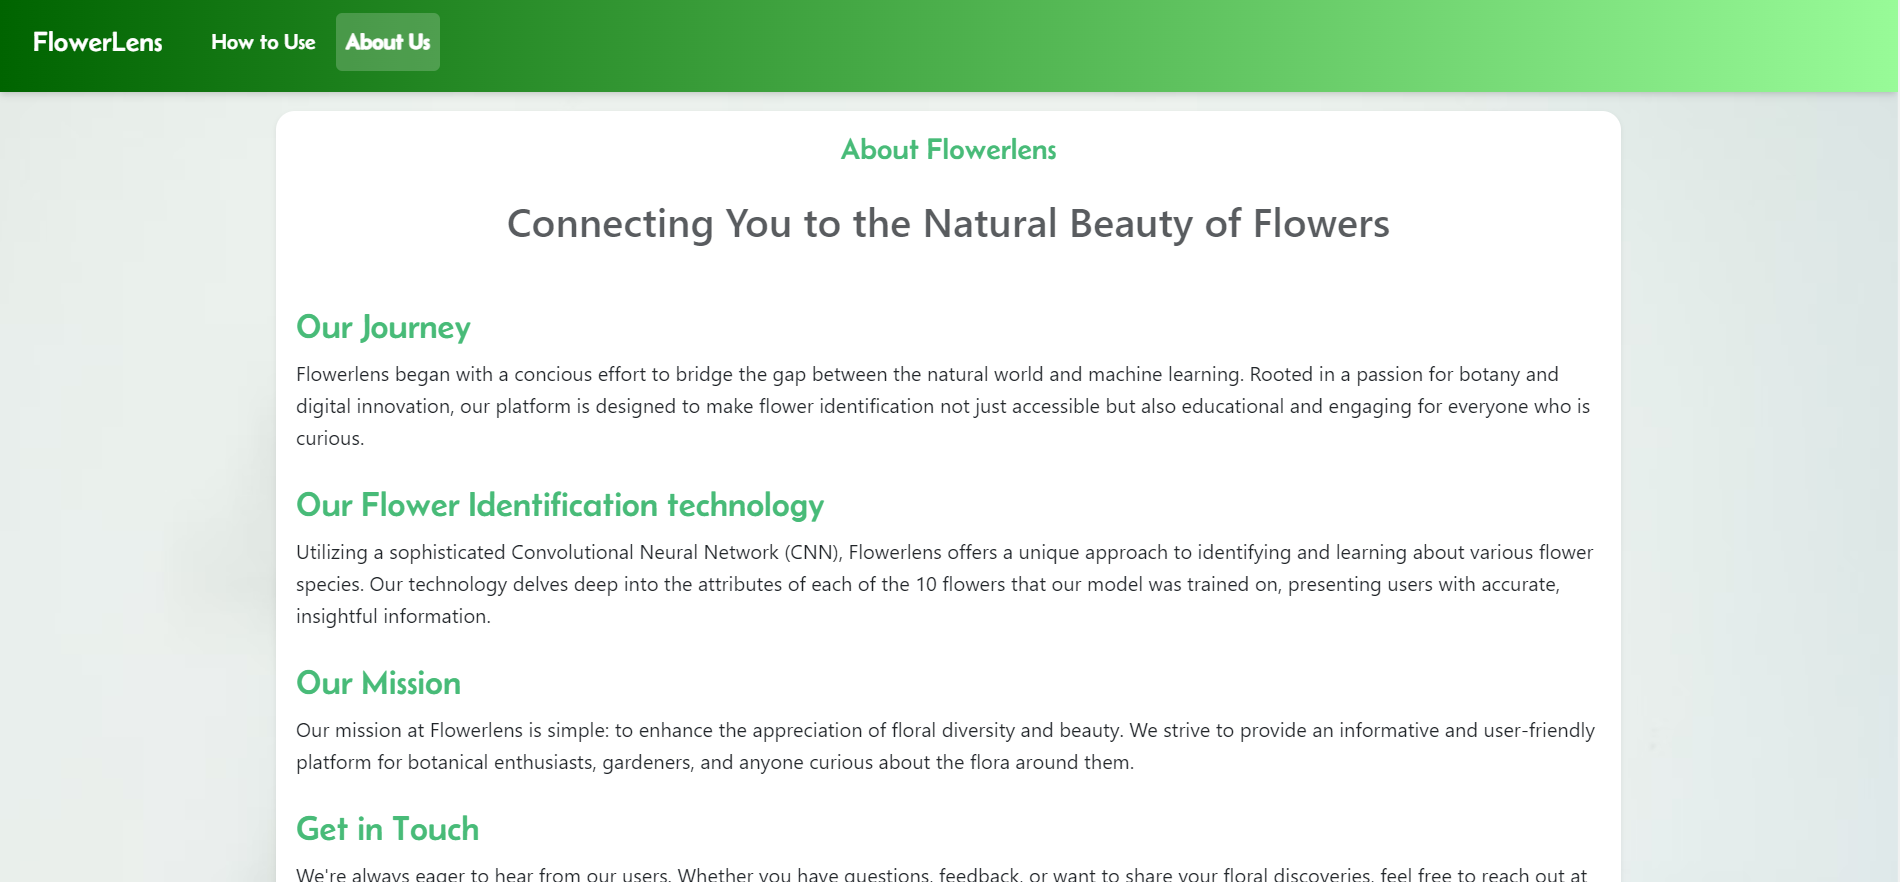 FlowerLens How to Use About Us
About Flowerlens
Connecting You to the Natural Beauty of Flowers
Our Journey
Flowerlens began with a concious effort to bridge the gap between the natural world and machine learning. Rooted in a passion for botany and
digital innovation, our platform is designed to make flower identification not just accessible but also educational and engaging for everyone who is
curious.
Our Flower Identification technology
Utilizing a sophisticated Convolutional Neural Network (CNN), Flowerlens offers a unique approach to identifying and learning about various flower
species. Our technology delves deep into the attributes of each of the 10 flowers that our model was trained on, presenting users with accurate,
insightful information.
Our Mission
Our mission at Flowerlens is simple: to enhance the appreciation of floral diversity and beauty. We strive to provide an informative and user-friendly
platform for botanical enthusiasts, gardeners, and anyone curious about the flora around them.
Get in Touch
We're always eager to hear from our users. Whether you have questions, feedback, or want to share your floral discoveries, feel free to reach out at